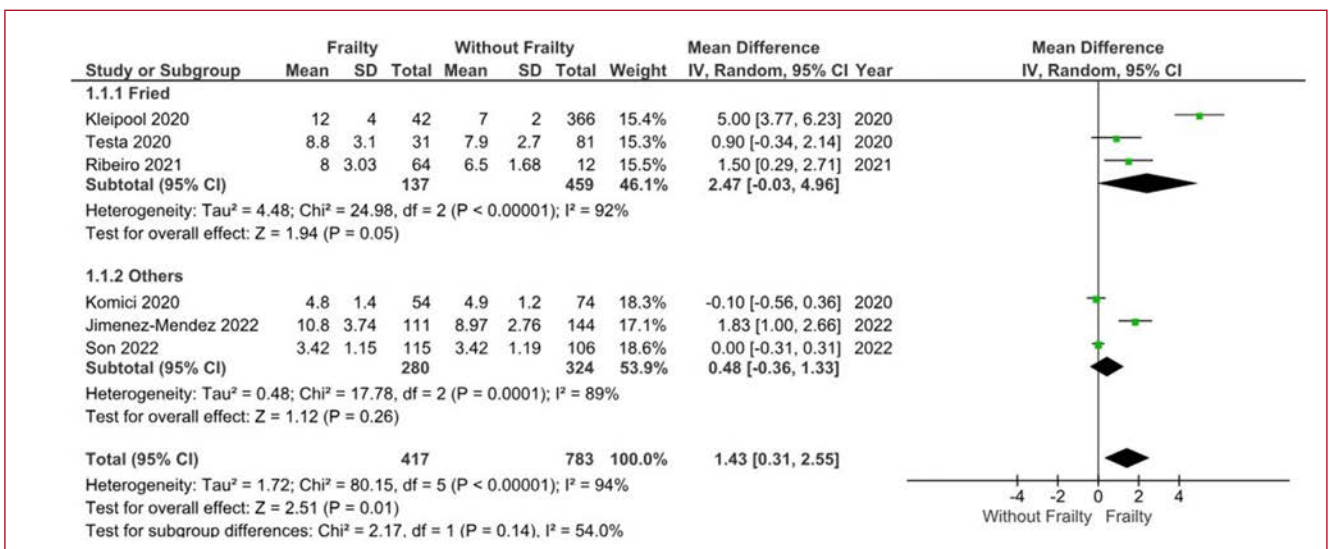 Frailty Without Frailty Mean Difference Mean Difference
Study or Subgroup Mean SD Total Mean SD Total Weight IV, Random, 95% CI Year IV, Random, 95% CI
1.1.1 Fried
Kleipool 2020 12 4 42 7 2 366 15.4% 5.00 [3.77, 6.23] 2020
Testa 2020 8.8 3.1 31 7.9 2.7 81 15.3% 0.90 [-0.34, 2.14] 2020
Ribeiro 2021 8 3.03 64 6.5 1.68 12 15.5% 1.50 [0.29, 2.71] 2021
Subtotal (95% CI) 137 459 46.1% 2.47 [-0.03, 4.96]
Heterogeneity: Tau² = 4.48; Chi² = 24.98, df = 2 (P < 0.00001); I² = 92%
Test for overall effect: Z = 1.94 (P = 0.05)
1.1.2 Others
Komici 2020 4.8 1.4 54 4.9 1.2 74 18.3% -0.10 [-0.56, 0.36] 2020
Jimenez-Mendez 2022 10.8 3.74 111 8.97 2.76 144 17.1% 1.83 [1.00, 2.66] 2022
Son 2022 3.42 1.15 115 3.42 1.19 106 18.6% 0.00 [-0.31, 0.31] 2022
Subtotal (95% CI) 280 324 53.9% 0.48 [-0.36, 1.33]
Heterogeneity: Tau² = 0.48; Chi² = 17.78, df = 2 (P = 0.0001); I² = 89%
Test for overall effect: Z = 1.12 (P = 0.26)
Total (95% CI) 417 783 100.0% 1.43 [0.31, 2.55]
Heterogeneity: Tau² = 1.72; Chi² = 80.15, df = 5 (P < 0.00001); I² = 94%
Test for overall effect: Z = 2.51 (P = 0.01)
Test for subgroup differences: Chi² = 2.17, df = 1 (P = 0.14), I² = 54.0%
-4 -2 0 2 4
Without Frailty Frailty